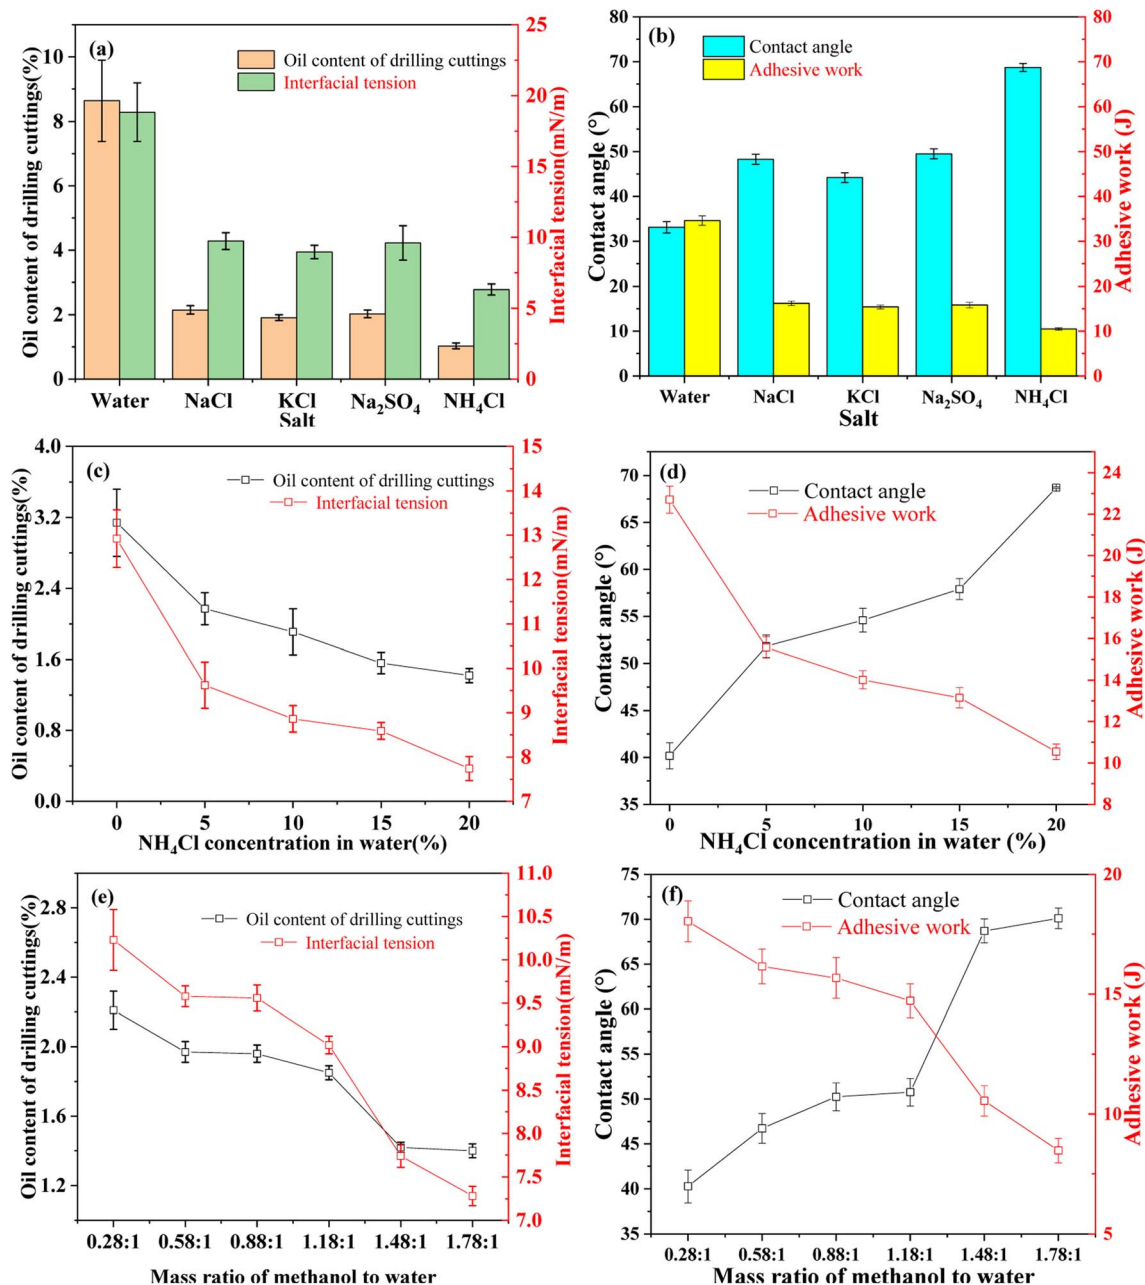 (a)
Oil content of drilling cuttings
Interfacial tension
Oil content of drilling cuttings(%)
10
8
6
4
2
0
Interfacial tension(mN/m)
25
20
15
10
5
0
Water NaCl KCl Na₂SO₄ NH₄Cl
Salt
(b)
Contact angle
Adhesive work
Contact angle (°)
80
70
60
50
40
30
20
10
0
Adhesive work (J)
80
70
60
50
40
30
20
10
0
Water NaCl KCl Na₂SO₄ NH₄Cl
Salt
(c)
Oil content of drilling cuttings
Interfacial tension
Oil content of drilling cuttings(%)
4.0
3.2
2.4
1.6
0.8
0.0
Interfacial tension(mN/m)
15
14
13
12
11
10
9
8
7
0 5 10 15 20
NH₄Cl concentration in water(%)
(d)
Contact angle
Adhesive work
Contact angle (°)
70
65
60
55
50
45
40
35
Adhesive work (J)
24
22
20
18
16
14
12
10
8
0 5 10 15 20
NH₄Cl concentration in water (%)
(e)
Oil content of drilling cuttings
Interfacial tension
Oil content of drilling cuttings(%)
2.8
2.4
2.0
1.6
1.2
Interfacial tension(mN/m)
11.0
10.5
10.0
9.5
9.0
8.5
8.0
7.5
7.0
0.28:1 0.58:1 0.88:1 1.18:1 1.48:1 1.78:1
Mass ratio of methanol to water
(f)
Contact angle
Adhesive work
Contact angle (°)
75
70
65
60
55
50
45
40
35
Adhesive work (J)
20
15
10
5
0.28:1 0.58:1 0.88:1 1.18:1 1.48:1 1.78:1
Mass ratio of methanol to water